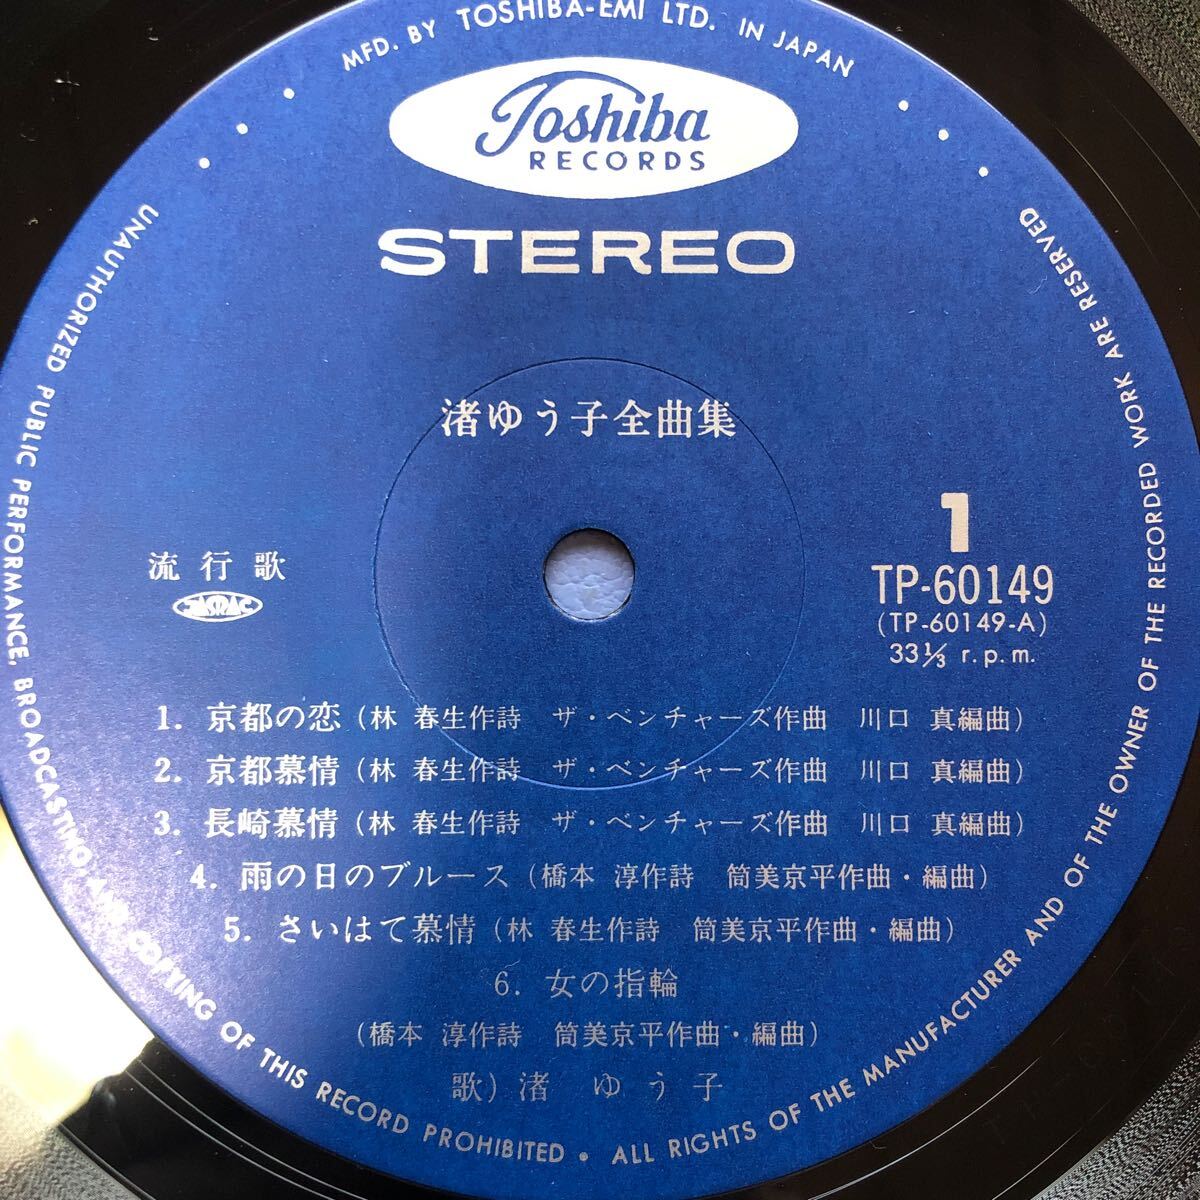 MFD. BY TOSHIBA-EMI LTD. IN JAPAN
Toshiba
RECORDS
STEREO
渚ゆう子全曲集
流行歌
JASRAC
1
TP-60149
(TP-60149-A)
33⅓ r.p.m.
1. 京都の恋 (林 春生作詩 ザ・ベンチャーズ作曲 川口 真編曲)
2. 京都慕情 (林 春生作詩 ザ・ベンチャーズ作曲 川口 真編曲)
3. 長崎慕情 (林 春生作詩 ザ・ベンチャーズ作曲 川口 真編曲)
4. 雨の日のブルース (橋本 淳作詩 筒美京平作曲・編曲)
5. さいはて慕情 (林 春生作詩 筒美京平作曲・編曲)
6. 女の指輪
(橋本 淳作詩 筒美京平作曲・編曲)
歌) 渚 ゆう子
UNAUTHORIZED PUBLIC PERFORMANCE, BROADCASTING, AND COPYING OF THIS RECORD PROHIBITED • ALL RIGHTS OF THE MANUFACTURER AND OF THE OWNER OF THE RECORDED WORK ARE RESERVED